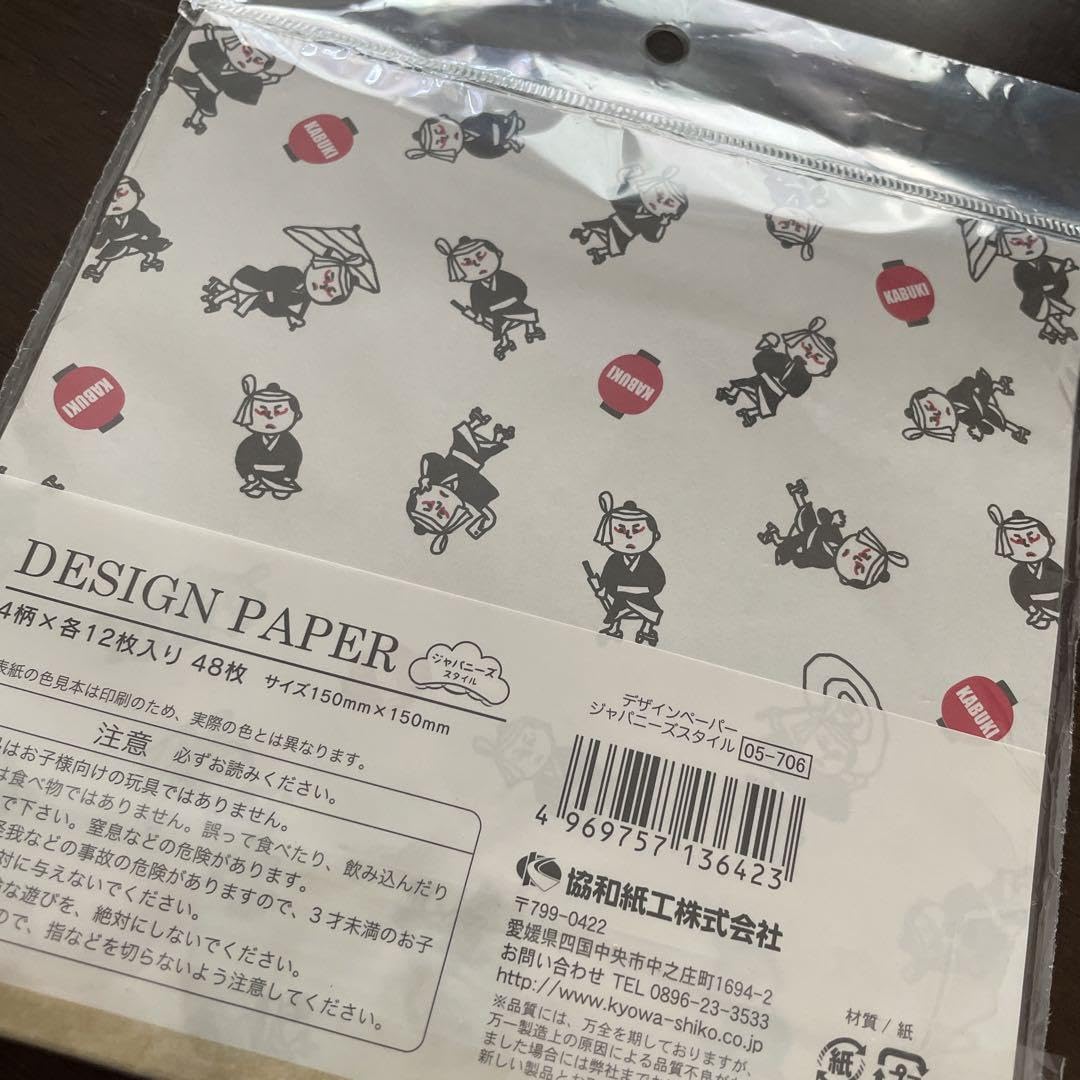 KABUKI
KABUKI
KABUKI
KABUKI
KABUKI
DESIGN PAPER
4柄×各12枚入り 48枚 サイズ150mm×150mm
ジャパニーズ
スタイル
表紙の色見本は印刷のため、実際の色とは異なります。
注意 必ずお読みください。
品はお子様向けの玩具ではありません。
は食べ物ではありません。誤って食べたり、飲み込んだり
で下さい。窒息などの危険があります。
怪我などの事故の危険がありますので、3才未満のお子
対に与えないでください。
な遊びを、絶対にしないでください。
ので、指などを切らないよう注意してください。
デザインペーパー
ジャパニーズスタイル 05-706
4 969757 136423
協和紙工株式会社
〒799-0422
愛媛県四国中央市中之庄町1694-2
お問い合わせ TEL 0896-23-3533
http://www.kyowa-shiko.co.jp
※品質には、万全を期しておりますが、
万一製造上の原因による品質不良が
ました場合には弊社まで
新しい製品と
材質/紙
紙